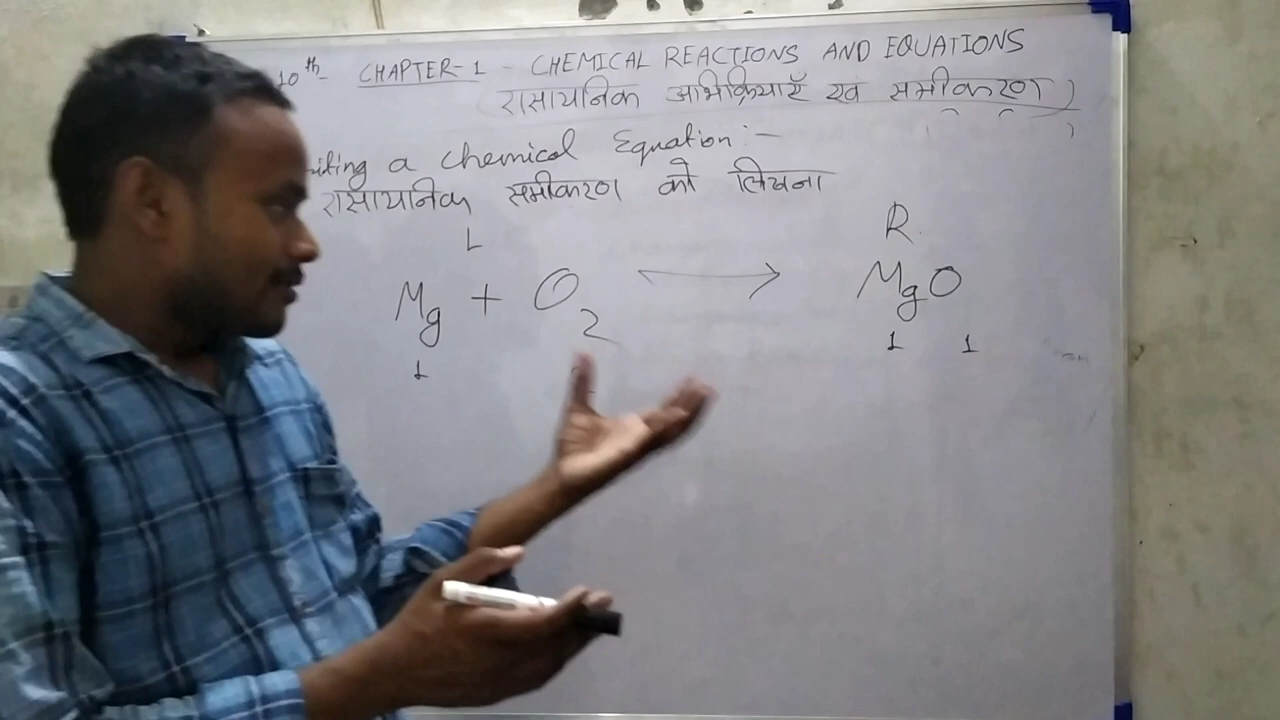 10th CHAPTER-1 - CHEMICAL REACTIONS AND EQUATIONS
रासायनिक अभिक्रियाएँ एवं समीकरण)
a Chemical Equation:-
रासायनिक समीकरण को लिखना
L R
Mg + O2 → MgO
1 1 1